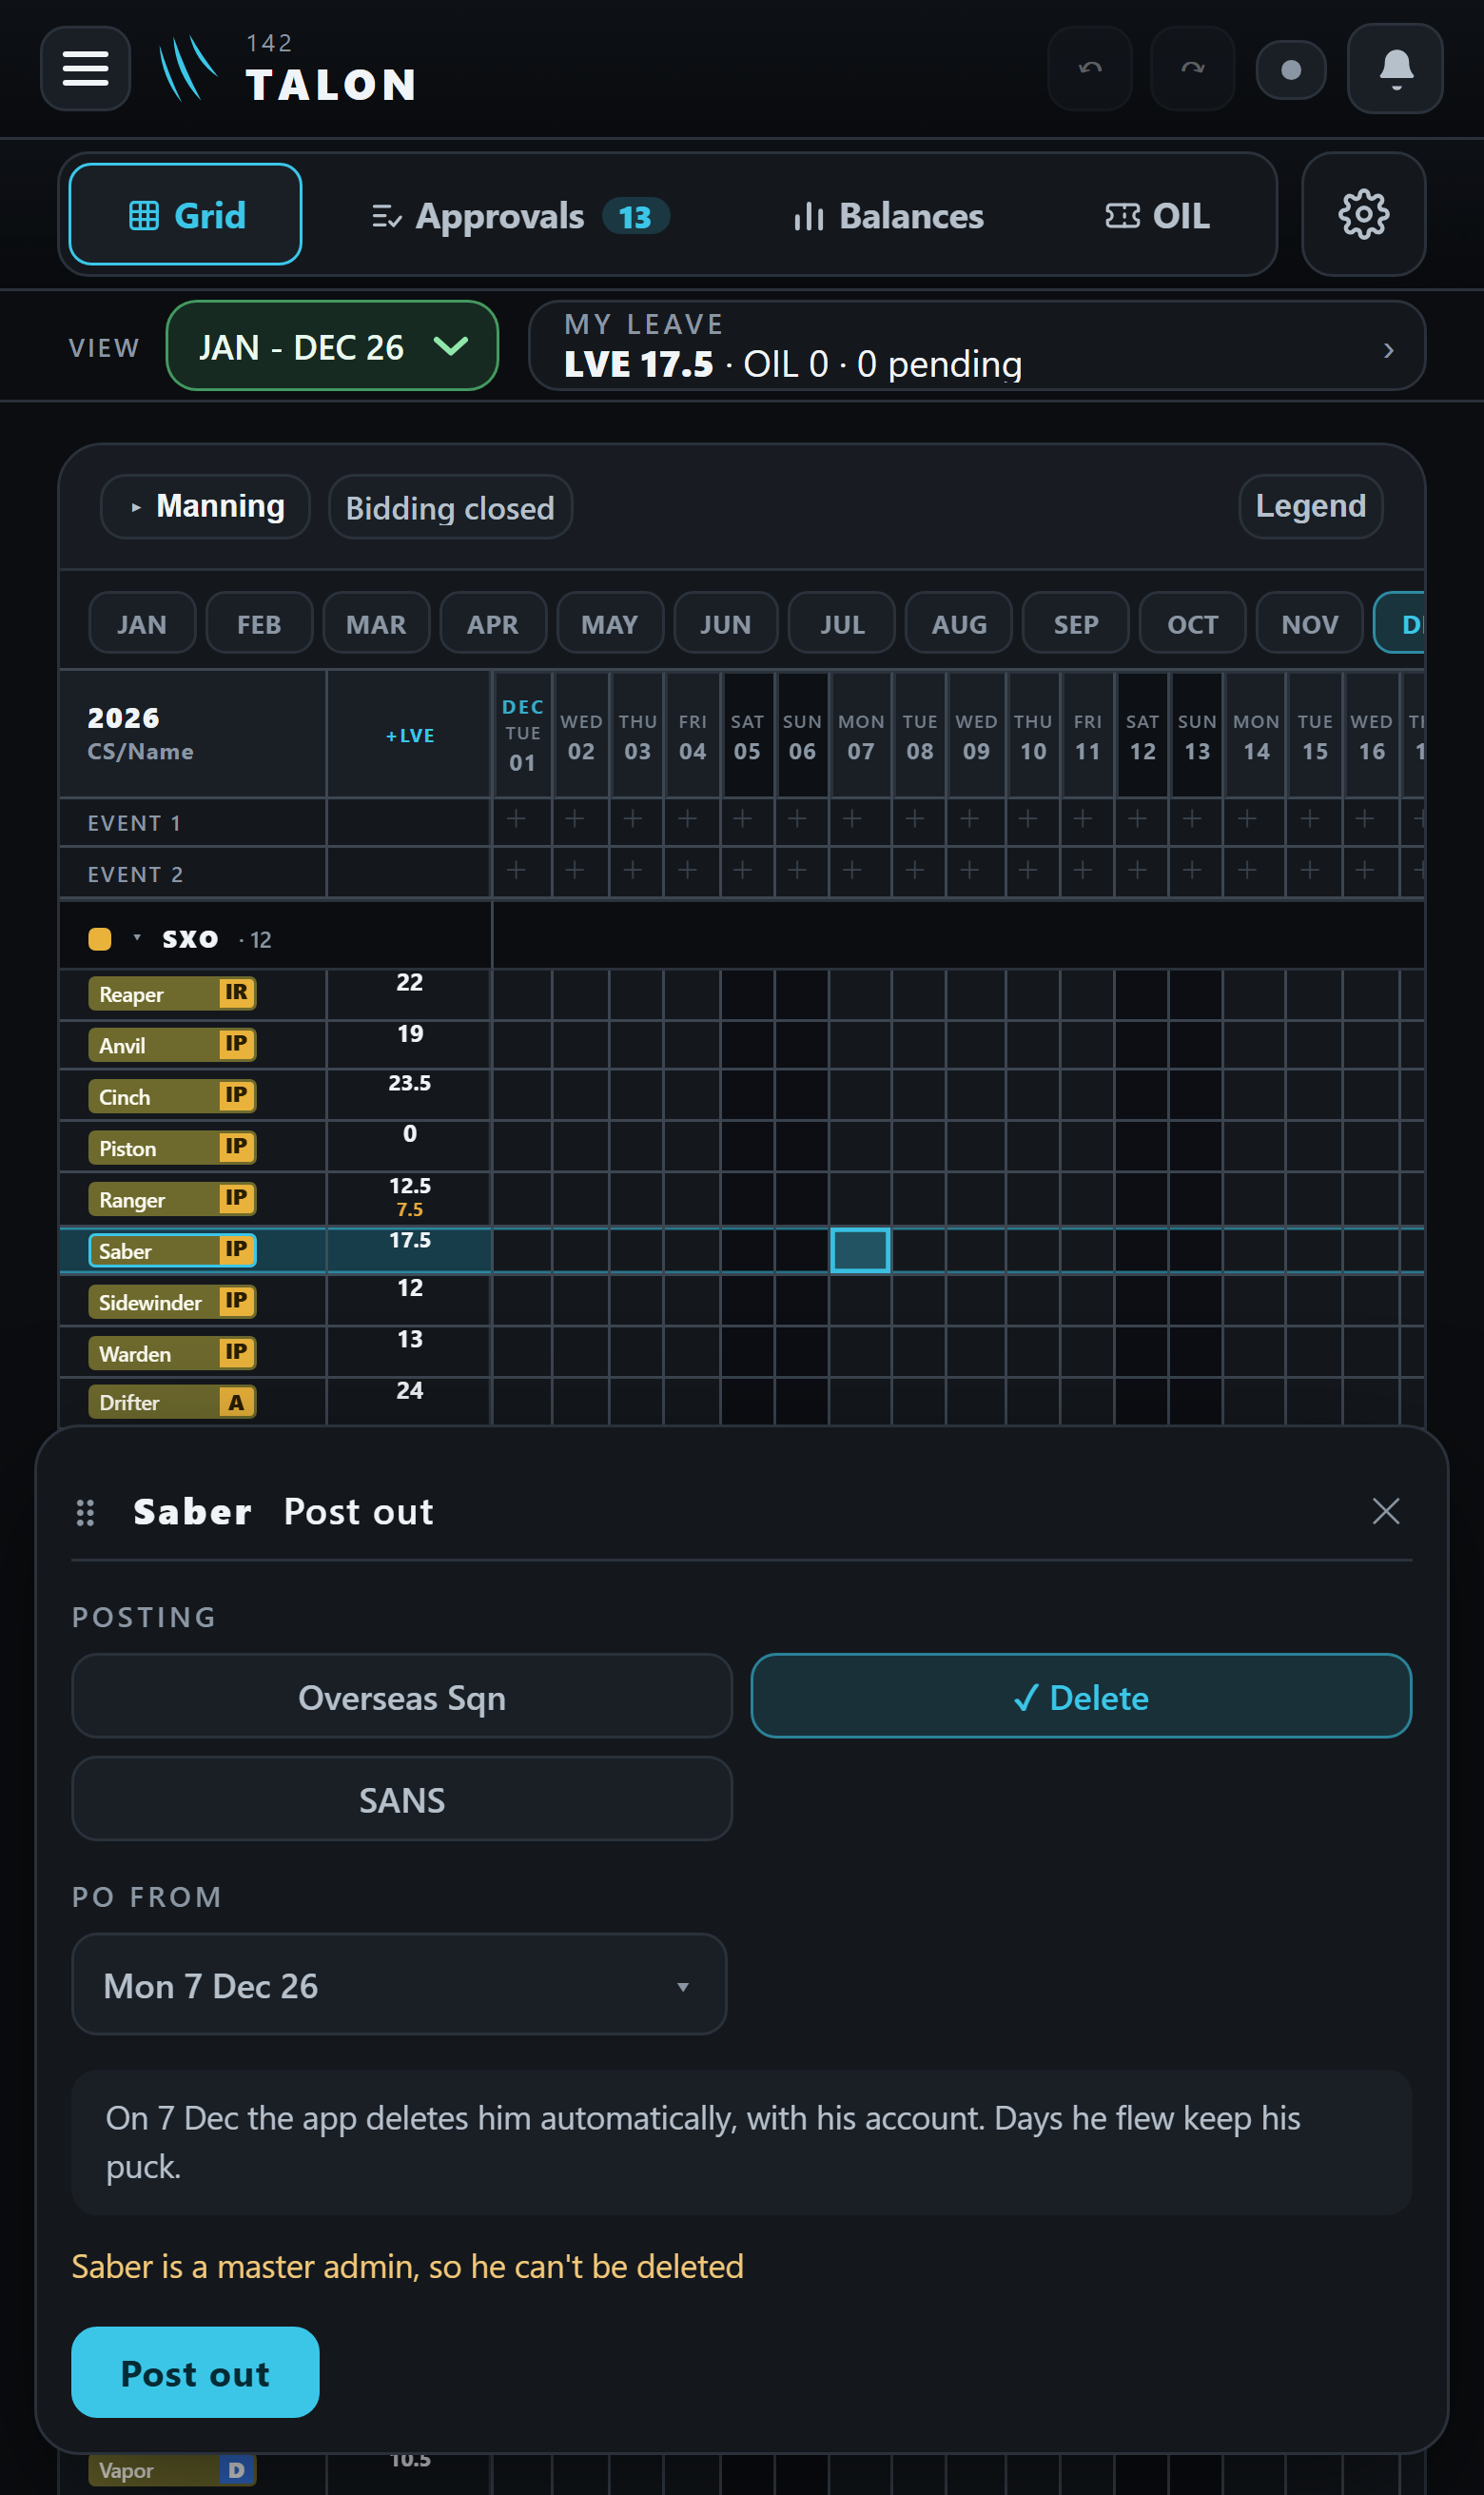 142
TALON
Grid
Approvals 13
Balances
OIL
VIEW
JAN - DEC 26
MY LEAVE
LVE 17.5 · OIL 0 · 0 pending
Manning
Bidding closed
Legend
JAN FEB MAR APR MAY JUN JUL AUG SEP OCT NOV
2026
CS/Name
+LVE
DEC
TUE WED THU FRI SAT SUN MON TUE WED THU FRI SAT SUN MON TUE WED
01 02 03 04 05 06 07 08 09 10 11 12 13 14 15 16
EVENT 1
EVENT 2
SXO · 12
Reaper IR 22
Anvil IP 19
Cinch IP 23.5
Piston IP 0
Ranger IP 12.5
7.5
Saber IP 17.5
Sidewinder IP 12
Warden IP 13
Drifter A 24
Saber Post out
POSTING
Overseas Sqn
✓ Delete
SANS
PO FROM
Mon 7 Dec 26
On 7 Dec the app deletes him automatically, with his account. Days he flew keep his
puck.
Saber is a master admin, so he can't be deleted
Post out
Vapor D 10.5